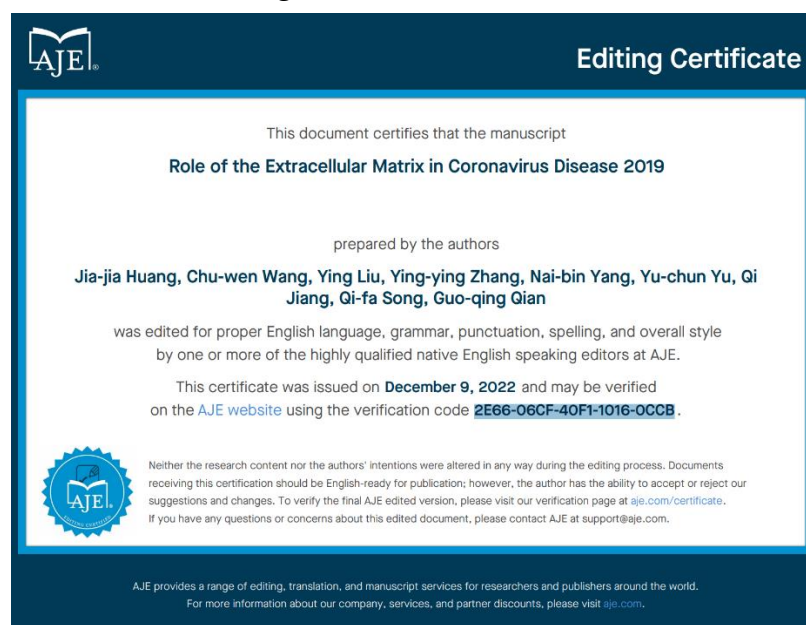 AJE®
Editing Certificate
This document certifies that the manuscript
Role of the Extracellular Matrix in Coronavirus Disease 2019
prepared by the authors
Jia-jia Huang, Chu-wen Wang, Ying Liu, Ying-ying Zhang, Nai-bin Yang, Yu-chun Yu, Qi
Jiang, Qi-fa Song, Guo-qing Qian
was edited for proper English language, grammar, punctuation, spelling, and overall style
by one or more of the highly qualified native English speaking editors at AJE.
This certificate was issued on December 9, 2022 and may be verified
on the AJE website using the verification code 2E66-06CF-40F1-1016-0CCB.
Neither the research content nor the authors' intentions were altered in any way during the editing process. Documents
receiving this certification should be English-ready for publication; however, the author has the ability to accept or reject our
suggestions and changes. To verify the final AJE edited version, please visit our verification page at aje.com/certificate.
If you have any questions or concerns about this edited document, please contact AJE at support@aje.com.
AJE
EDITING CERTIFIED
AJE provides a range of editing, translation, and manuscript services for researchers and publishers around the world.
For more information about our company, services, and partner discounts, please visit aje.com.